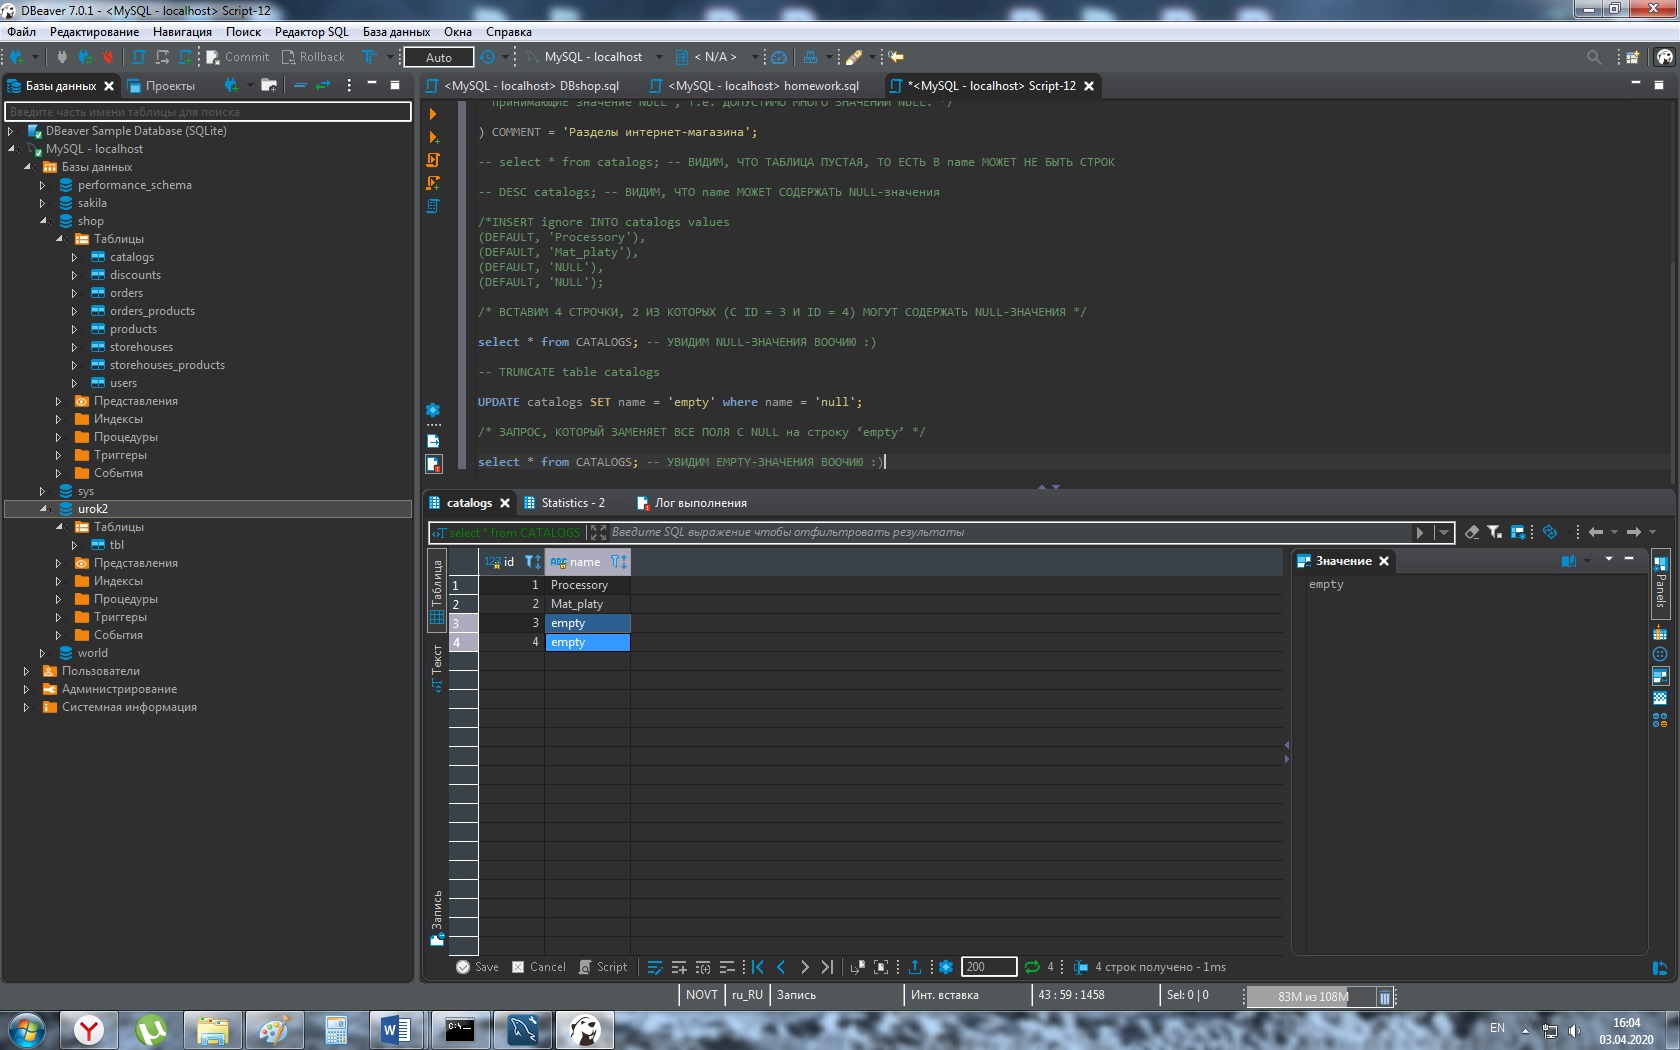 DBeaver 7.0.1 - <MySQL - localhost> Script-12
Файл Редактирование Навигация Поиск Редактор SQL База данных Окна Справка
Commit Rollback Auto MySQL - localhost < N/A >
Базы данных Проекты
Введите часть имени таблицы для поиска
DBeaver Sample Database (SQLite)
MySQL - localhost
Базы данных
performance_schema
sakila
shop
Таблицы
catalogs
discounts
orders
orders_products
products
storehouses
storehouses_products
users
Представления
Индексы
Процедуры
Триггеры
События
sys
urok2
Таблицы
tbl
Представления
Индексы
Процедуры
Триггеры
События
world
Пользователи
Администрирование
Системная информация
<MySQL - localhost> DBshop.sql <MySQL - localhost> homework.sql *<MySQL - localhost> Script-12
принимающие значение NULL , т.е. ДОПУСТИМО МНОГО ЗНАЧЕНИЙ NULL. */
) COMMENT = 'Разделы интернет-магазина';
-- select * from catalogs; -- ВИДИМ, ЧТО ТАБЛИЦА ПУСТАЯ, ТО ЕСТЬ В name МОЖЕТ НЕ БЫТЬ СТРОК
-- DESC catalogs; -- ВИДИМ, ЧТО name МОЖЕТ СОДЕРЖАТЬ NULL-значения
/*INSERT ignore INTO catalogs values
(DEFAULT, 'Processory'),
(DEFAULT, 'Mat_platy'),
(DEFAULT, 'NULL'),
(DEFAULT, 'NULL');
/* ВСТАВИМ 4 СТРОЧКИ, 2 ИЗ КОТОРЫХ (С ID = 3 И ID = 4) МОГУТ СОДЕРЖАТЬ NULL-ЗНАЧЕНИЯ */
select * from CATALOGS; -- УВИДИМ NULL-ЗНАЧЕНИЯ ВООЧИЮ :)
-- TRUNCATE table catalogs
UPDATE catalogs SET name = 'empty' where name = 'null';
/* ЗАПРОС, КОТОРЫЙ ЗАМЕНЯЕТ ВСЕ ПОЛЯ С NULL на строку ‘empty’ */
select * from CATALOGS; -- УВИДИМ EMPTY-ЗНАЧЕНИЯ ВООЧИЮ :)
catalogs Statistics - 2 Лог выполнения
select * from CATALOGS Введите SQL выражение чтобы отфильтровать результаты
Таблица
Текст
Запись
123 id ABC name
1 1 Processory
2 2 Mat_platy
3 3 empty
4 4 empty
Значение
empty
Panels
Save Cancel Script 200 4 4 строк получено - 1ms
NOVT ru_RU Запись Инт. вставка 43 : 59 : 1458 Sel: 0 | 0 83M из 108M
EN 16:04
03.04.2020